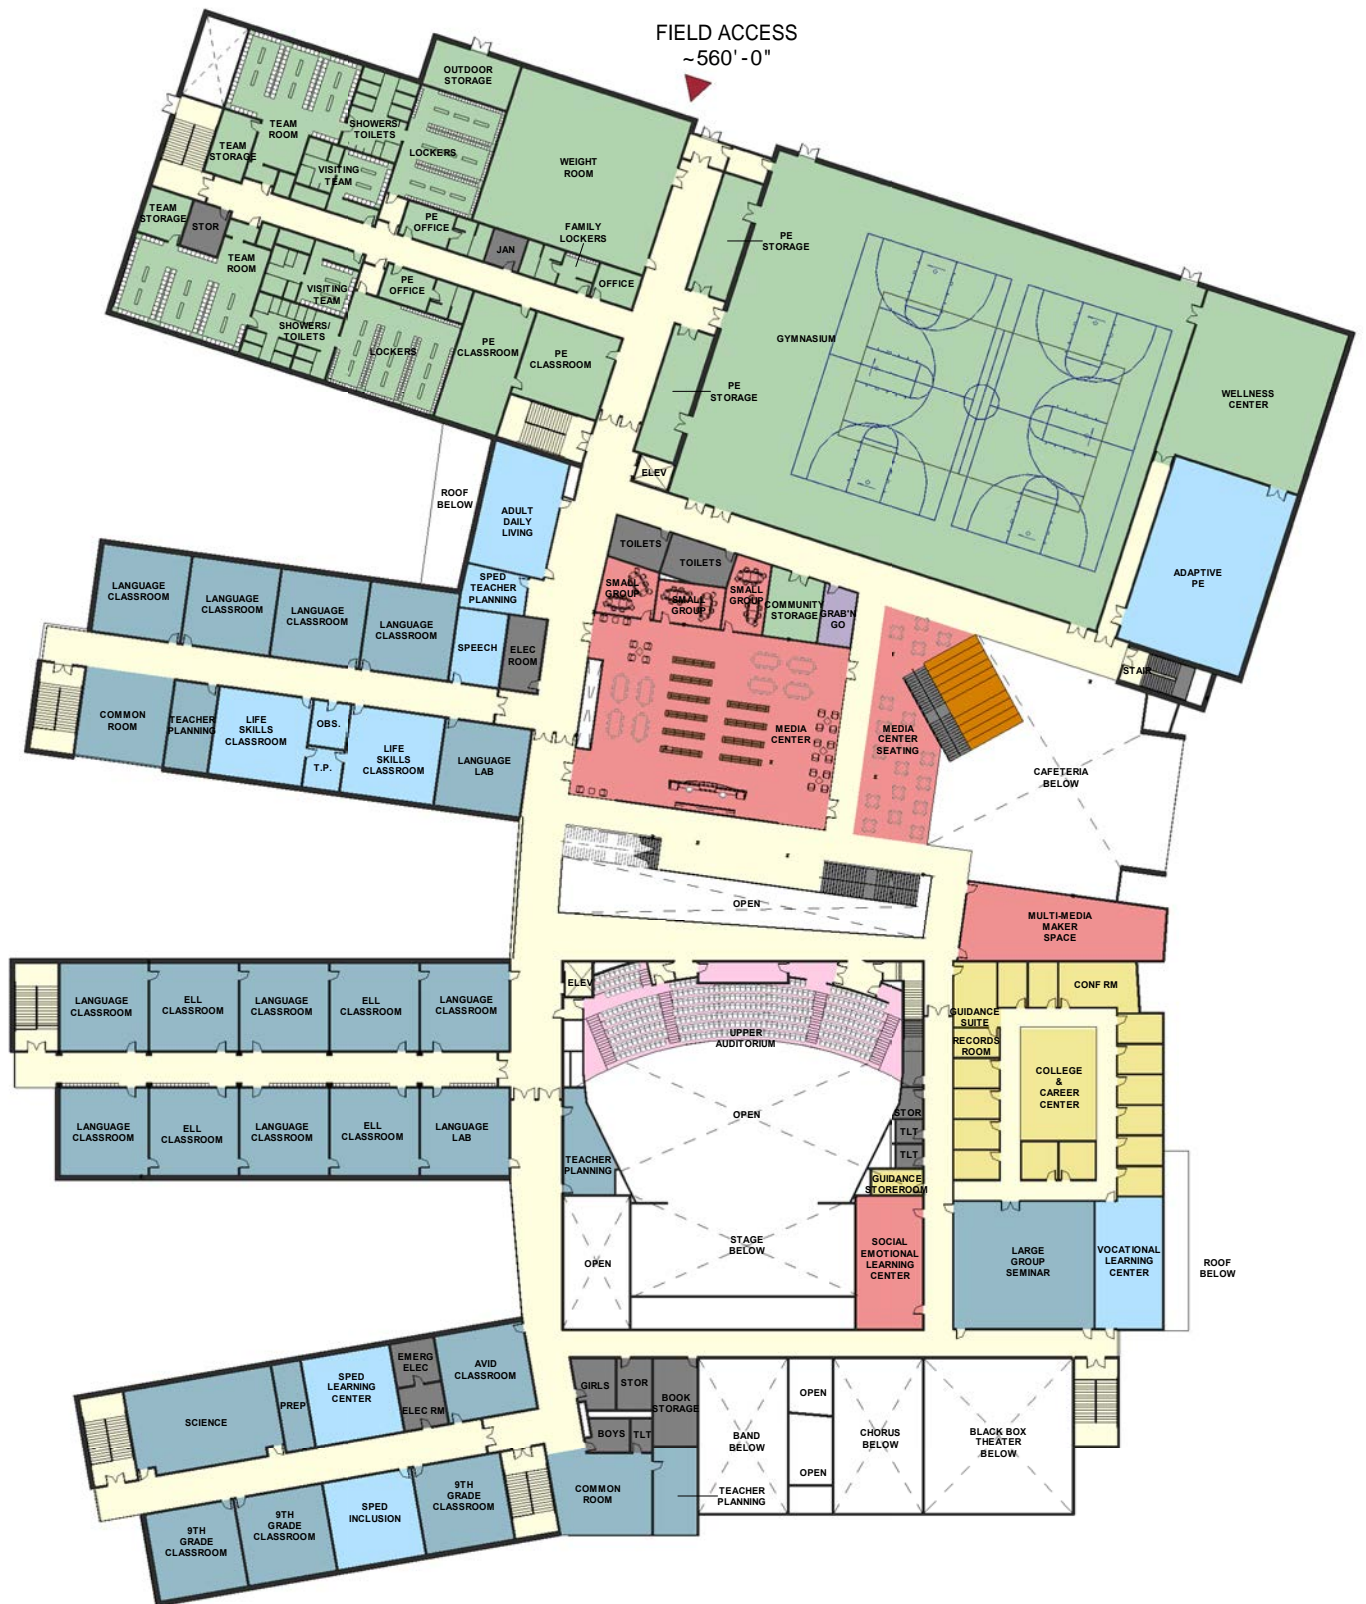 FIELD ACCESS
~560'-0"
OUTDOOR
STORAGE
TEAM
ROOM
SHOWERS/
TOILETS
TEAM
STORAGE
LOCKERS
VISITING
TEAM
WEIGHT
ROOM
TEAM
STORAGE
STOR
PE
OFFICE
JAN
FAMILY
LOCKERS
OFFICE
PE
STORAGE
TEAM
ROOM
VISITING
TEAM
PE
OFFICE
SHOWERS/
TOILETS
LOCKERS
PE
CLASSROOM
PE
CLASSROOM
GYMNASIUM
PE
STORAGE
WELLNESS
CENTER
ELEV
ROOF
BELOW
ADULT
DAILY
LIVING
TOILETS
TOILETS
ADAPTIVE
PE
LANGUAGE
CLASSROOM
LANGUAGE
CLASSROOM
LANGUAGE
CLASSROOM
LANGUAGE
CLASSROOM
SPED
TEACHER
PLANNING
SPEECH
ELEC
ROOM
SMALL
GROUP
SMALL
GROUP
SMALL
GROUP
COMMUNITY
STORAGE
GRAB'N
GO
STAIR
COMMON
ROOM
TEACHER
PLANNING
LIFE
SKILLS
CLASSROOM
OBS.
T.P.
LIFE
SKILLS
CLASSROOM
LANGUAGE
LAB
MEDIA
CENTER
MEDIA
CENTER
SEATING
CAFETERIA
BELOW
OPEN
MULTI-MEDIA
MAKER
SPACE
LANGUAGE
CLASSROOM
ELL
CLASSROOM
LANGUAGE
CLASSROOM
ELL
CLASSROOM
LANGUAGE
CLASSROOM
ELEV
UPPER
AUDITORIUM
GUIDANCE
SUITE
CONF RM
RECORDS
ROOM
COLLEGE
&
CAREER
CENTER
LANGUAGE
CLASSROOM
ELL
CLASSROOM
LANGUAGE
CLASSROOM
ELL
CLASSROOM
LANGUAGE
LAB
OPEN
STOR
TLT
TLT
TEACHER
PLANNING
GUIDANCE
STOREROOM
OPEN
STAGE
BELOW
SOCIAL
EMOTIONAL
LEARNING
CENTER
LARGE
GROUP
SEMINAR
VOCATIONAL
LEARNING
CENTER
ROOF
BELOW
SCIENCE
PREP
SPED
LEARNING
CENTER
EMERG
ELEC
ELEC RM
AVID
CLASSROOM
GIRLS
STOR
BOOK
STORAGE
BOYS
TLT
BAND
BELOW
OPEN
OPEN
CHORUS
BELOW
BLACK BOX
THEATER
BELOW
9TH
GRADE
CLASSROOM
9TH
GRADE
CLASSROOM
SPED
INCLUSION
9TH
GRADE
CLASSROOM
COMMON
ROOM
TEACHER
PLANNING